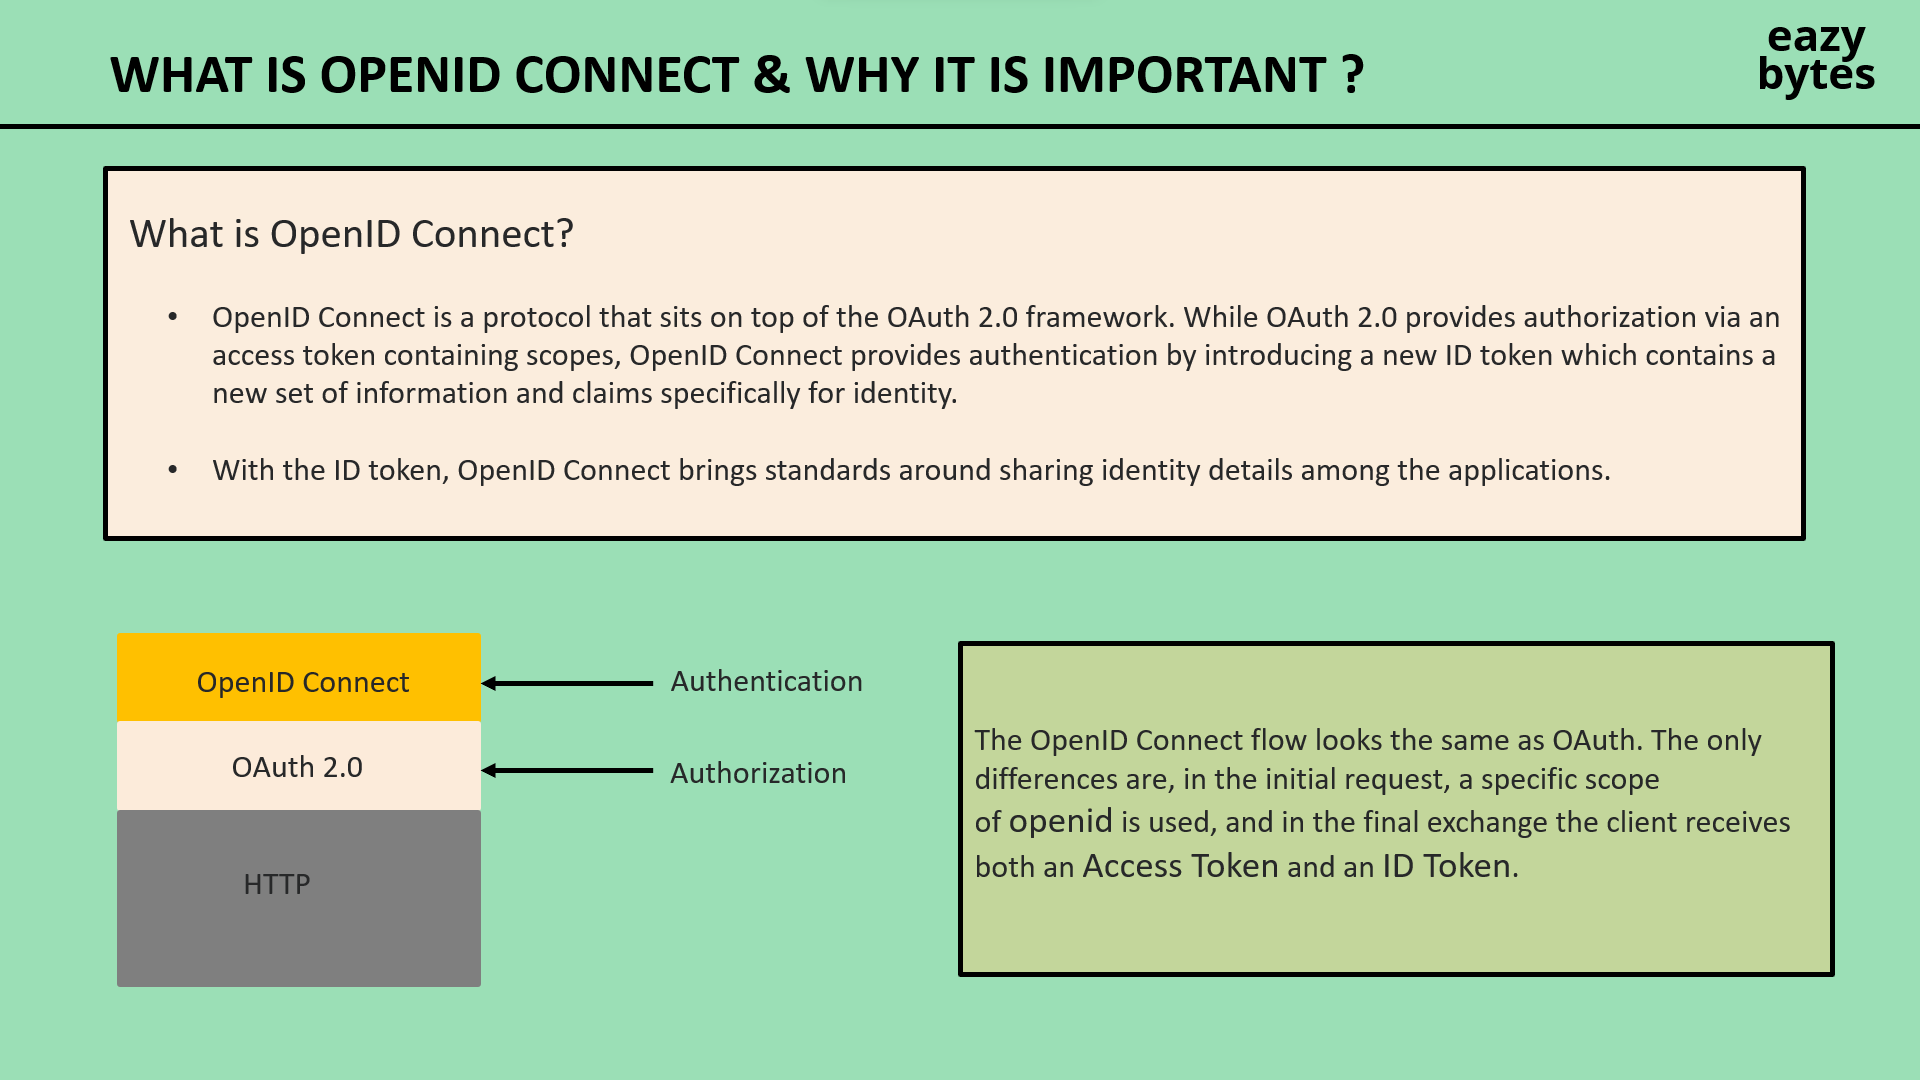 WHAT IS OPENID CONNECT & WHY IT IS IMPORTANT ?
eazy
bytes
What is OpenID Connect?
• OpenID Connect is a protocol that sits on top of the OAuth 2.0 framework. While OAuth 2.0 provides authorization via an
access token containing scopes, OpenID Connect provides authentication by introducing a new ID token which contains a
new set of information and claims specifically for identity.
• With the ID token, OpenID Connect brings standards around sharing identity details among the applications.
OpenID Connect
Authentication
OAuth 2.0
Authorization
HTTP
The OpenID Connect flow looks the same as OAuth. The only
differences are, in the initial request, a specific scope
of openid is used, and in the final exchange the client receives
both an Access Token and an ID Token.